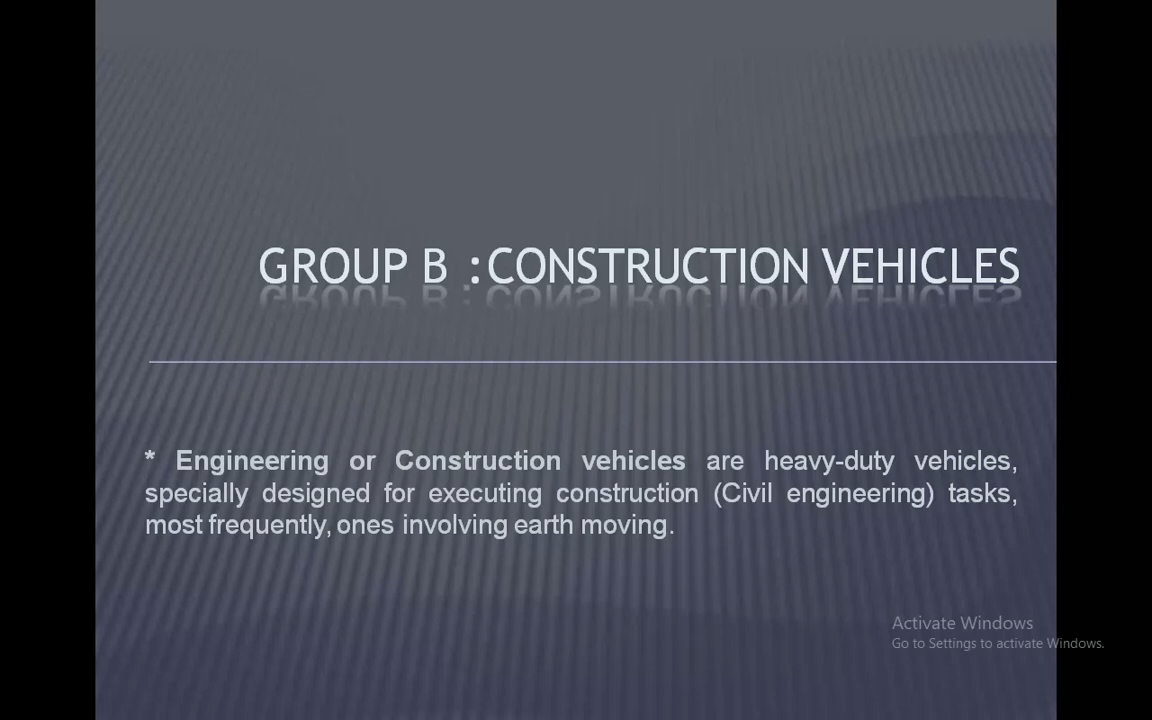 GROUP B : CONSTRUCTION VEHICLES
* Engineering or Construction vehicles are heavy-duty vehicles,
specially designed for executing construction (Civil engineering) tasks,
most frequently, ones involving earth moving.
Activate Windows
Go to Settings to activate Windows.